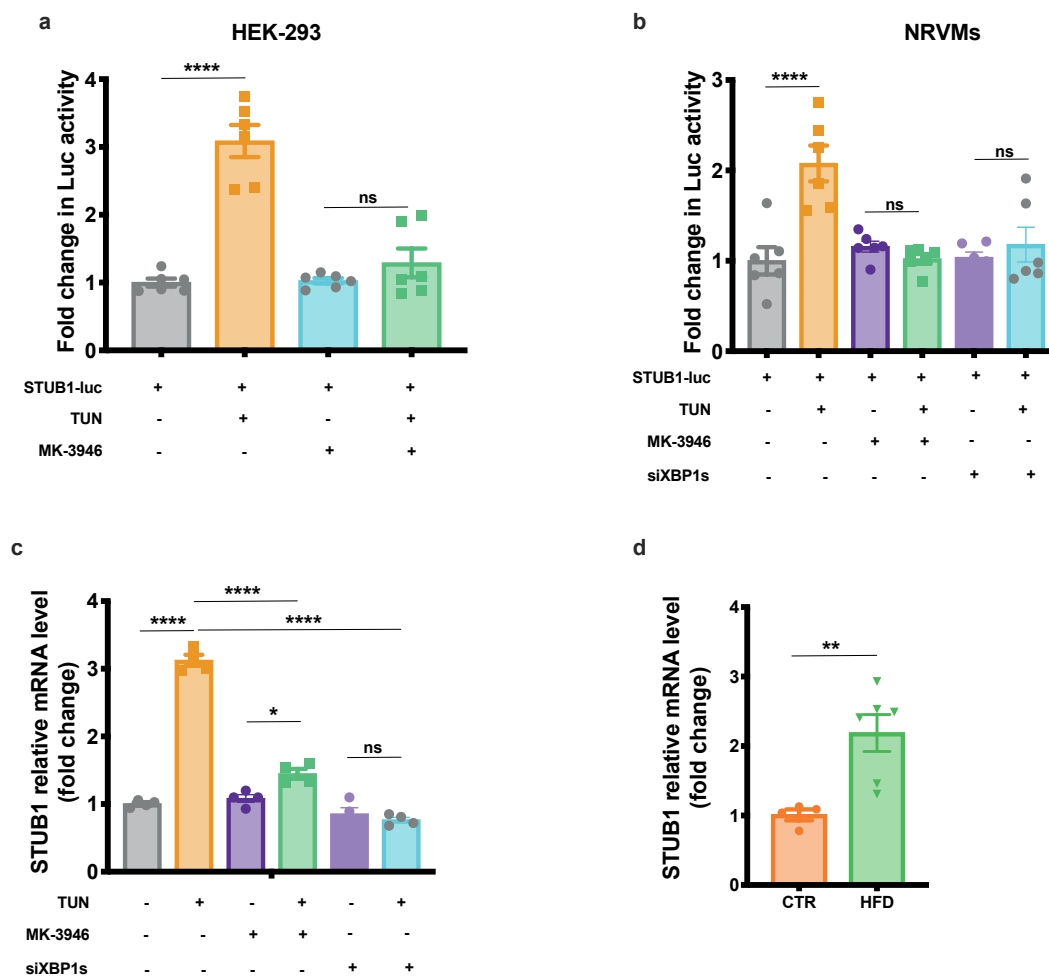 a
HEK-293
Fold change in Luc activity
4
3
2
1
0
****
ns
STUB1-luc + + + +
TUN - + - +
MK-3946 - - + +
b
NRVMs
Fold change in Luc activity
3
2
1
0
****
ns
ns
STUB1-luc + + + + + +
TUN - + - + - +
MK-3946 - - + + - -
siXBP1s - - - - + +
c
STUB1 relative mRNA level
(fold change)
4
3
2
1
0
****
****
****
*
ns
TUN - + - + - +
MK-3946 - - + + - -
siXBP1s - - - - + +
d
STUB1 relative mRNA level
(fold change)
4
3
2
1
0
**
CTR HFD